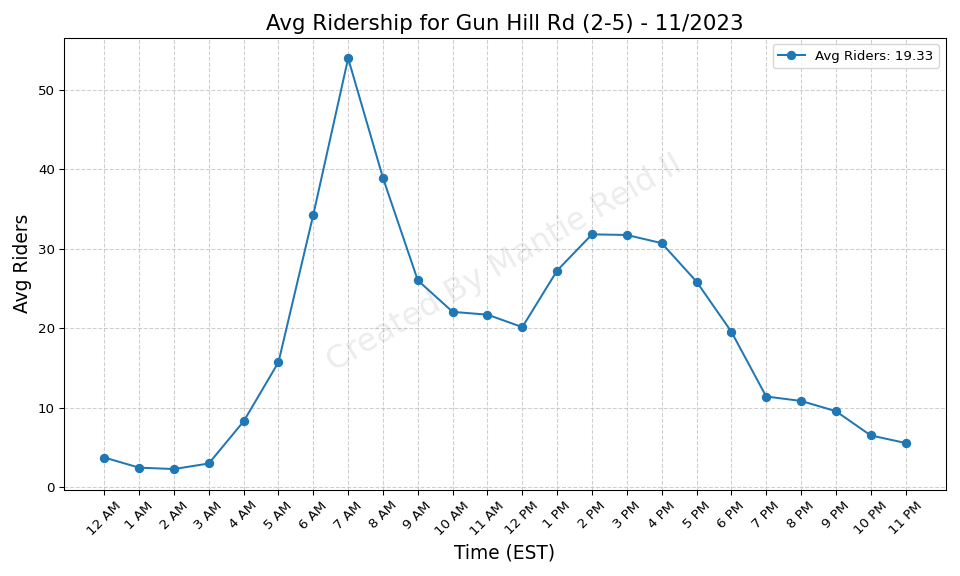 Avg Ridership for Gun Hill Rd (2-5) - 11/2023
Avg Riders: 19.33
Avg Riders
50
40
30
20
10
0
Created By Mantie Reid II
12 AM
1 AM
2 AM
3 AM
4 AM
5 AM
6 AM
7 AM
8 AM
9 AM
10 AM
11 AM
12 PM
1 PM
2 PM
3 PM
4 PM
5 PM
6 PM
7 PM
8 PM
9 PM
10 PM
11 PM
Time (EST)